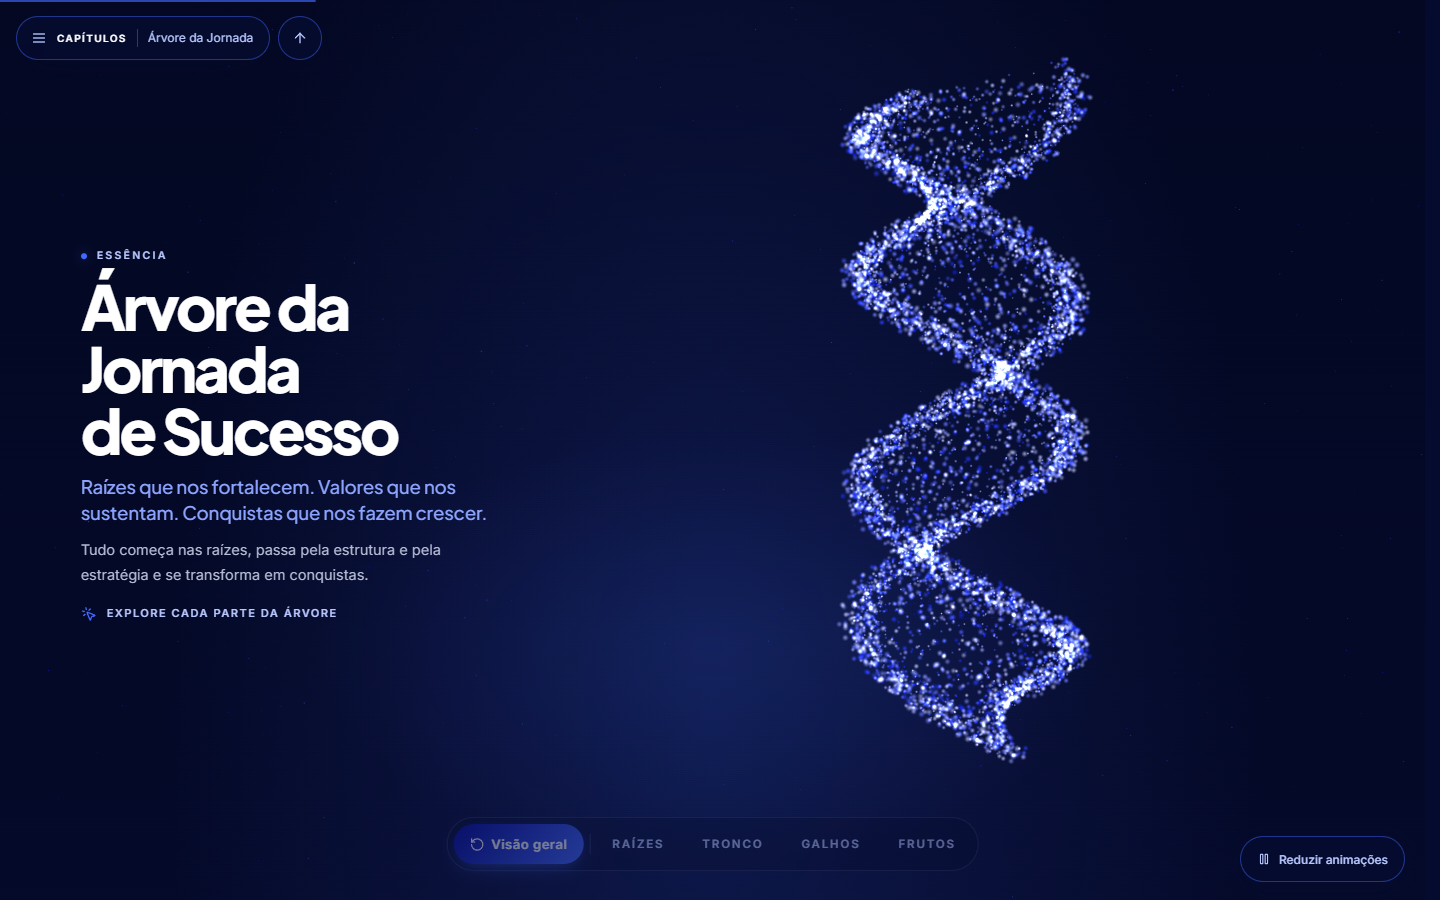 CAPÍTULOS
Árvore da Jornada
ESSÊNCIA
Árvore da
Jornada
de Sucesso
Raízes que nos fortalecem. Valores que nos
sustentam. Conquistas que nos fazem crescer.
Tudo começa nas raízes, passa pela estrutura e pela
estratégia e se transforma em conquistas.
EXPLORE CADA PARTE DA ÁRVORE
Visão geral
RAÍZES
TRONCO
GALHOS
FRUTOS
Reduzir animações